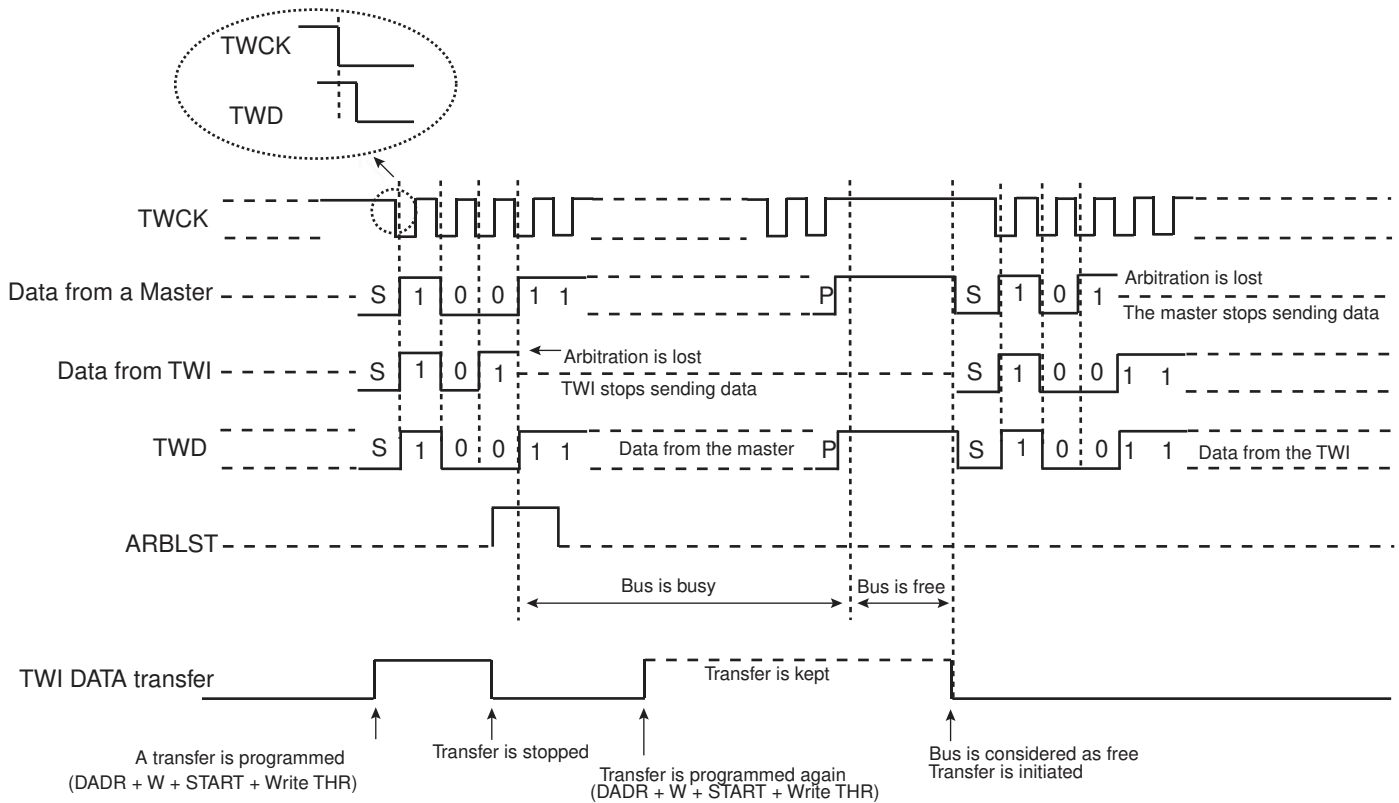 TWCK
TWD
TWCK
Data from a Master S 1 0 0 1 1 P S 1 0 1 Arbitration is lost
The master stops sending data
Data from TWI S 1 0 1 Arbitration is lost S 1 0 0 1 1
TWI stops sending data
TWD S 1 0 0 1 1 Data from the master P S 1 0 0 1 1 Data from the TWI
ARBLST
Bus is busy Bus is free
TWI DATA transfer Transfer is kept
A transfer is programmed
(DADR + W + START + Write THR)
Transfer is stopped
Transfer is programmed again
(DADR + W + START + Write THR)
Bus is considered as free
Transfer is initiated